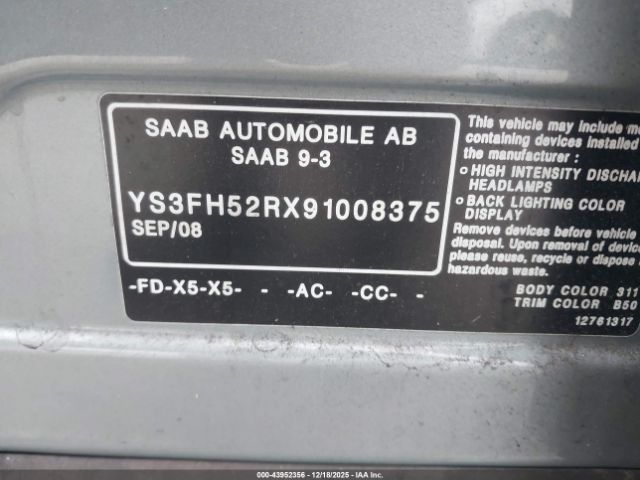 SAAB AUTOMOBILE AB
SAAB 9-3
YS3FH52RX91008375
SEP/08
-FD-X5-X5- - -AC- -CC- -
This vehicle may include
containing devices installed
the manufacturer :
○ HIGH INTENSITY
HEADLAMPS
○ BACK LIGHTING COLOR
DISPLAY
Remove devices before vehicle
disposal. Upon removal of
please reuse, recycle or dispose
hazardous waste.
BODY COLOR 311
TRIM COLOR B50
12761317
000-43952356 - 12/18/2025 - IAA, Inc.